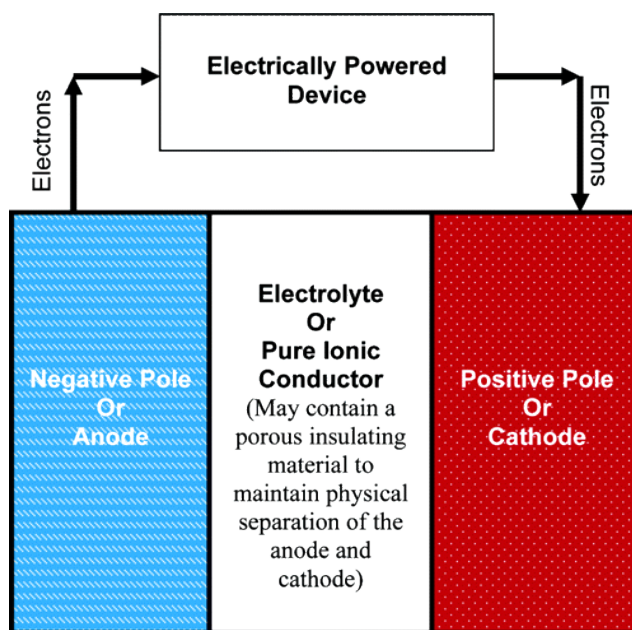 Electrically Powered
Device
Electrons
Electrons
Negative Pole
Or
Anode
Electrolyte
Or
Pure Ionic
Conductor
(May contain a
porous insulating
material to
maintain physical
separation of the
anode and
cathode)
Positive Pole
Or
Cathode